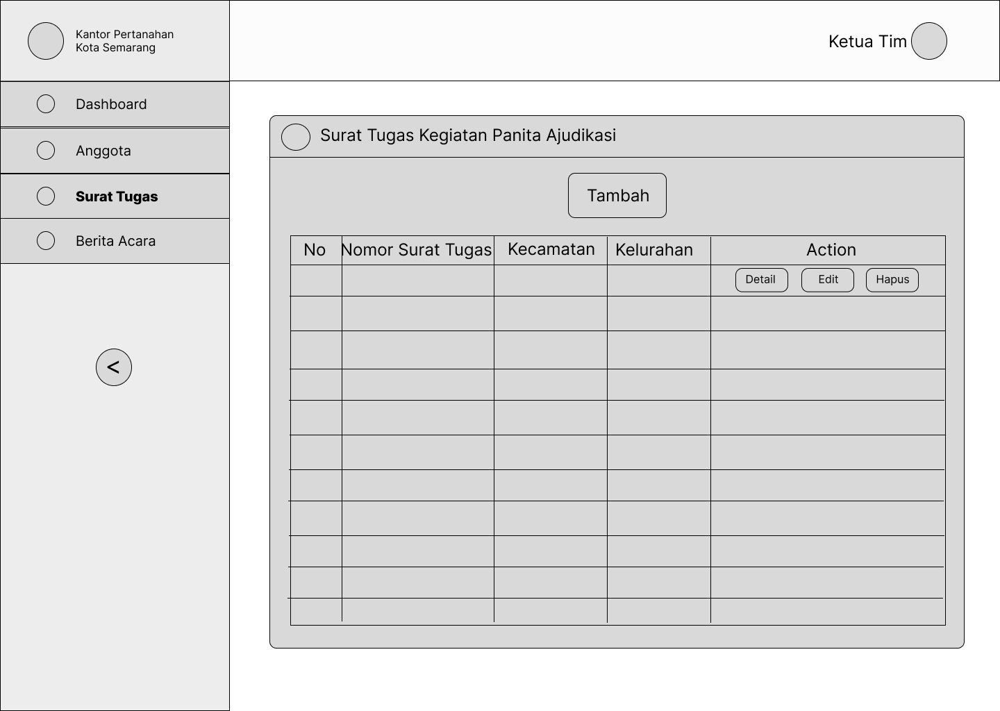 Kantor Pertanahan
Kota Semarang
Ketua Tim
Dashboard
Anggota
Surat Tugas
Berita Acara
<
Surat Tugas Kegiatan Panita Ajudikasi
Tambah
No Nomor Surat Tugas Kecamatan Kelurahan Action
Detail Edit Hapus